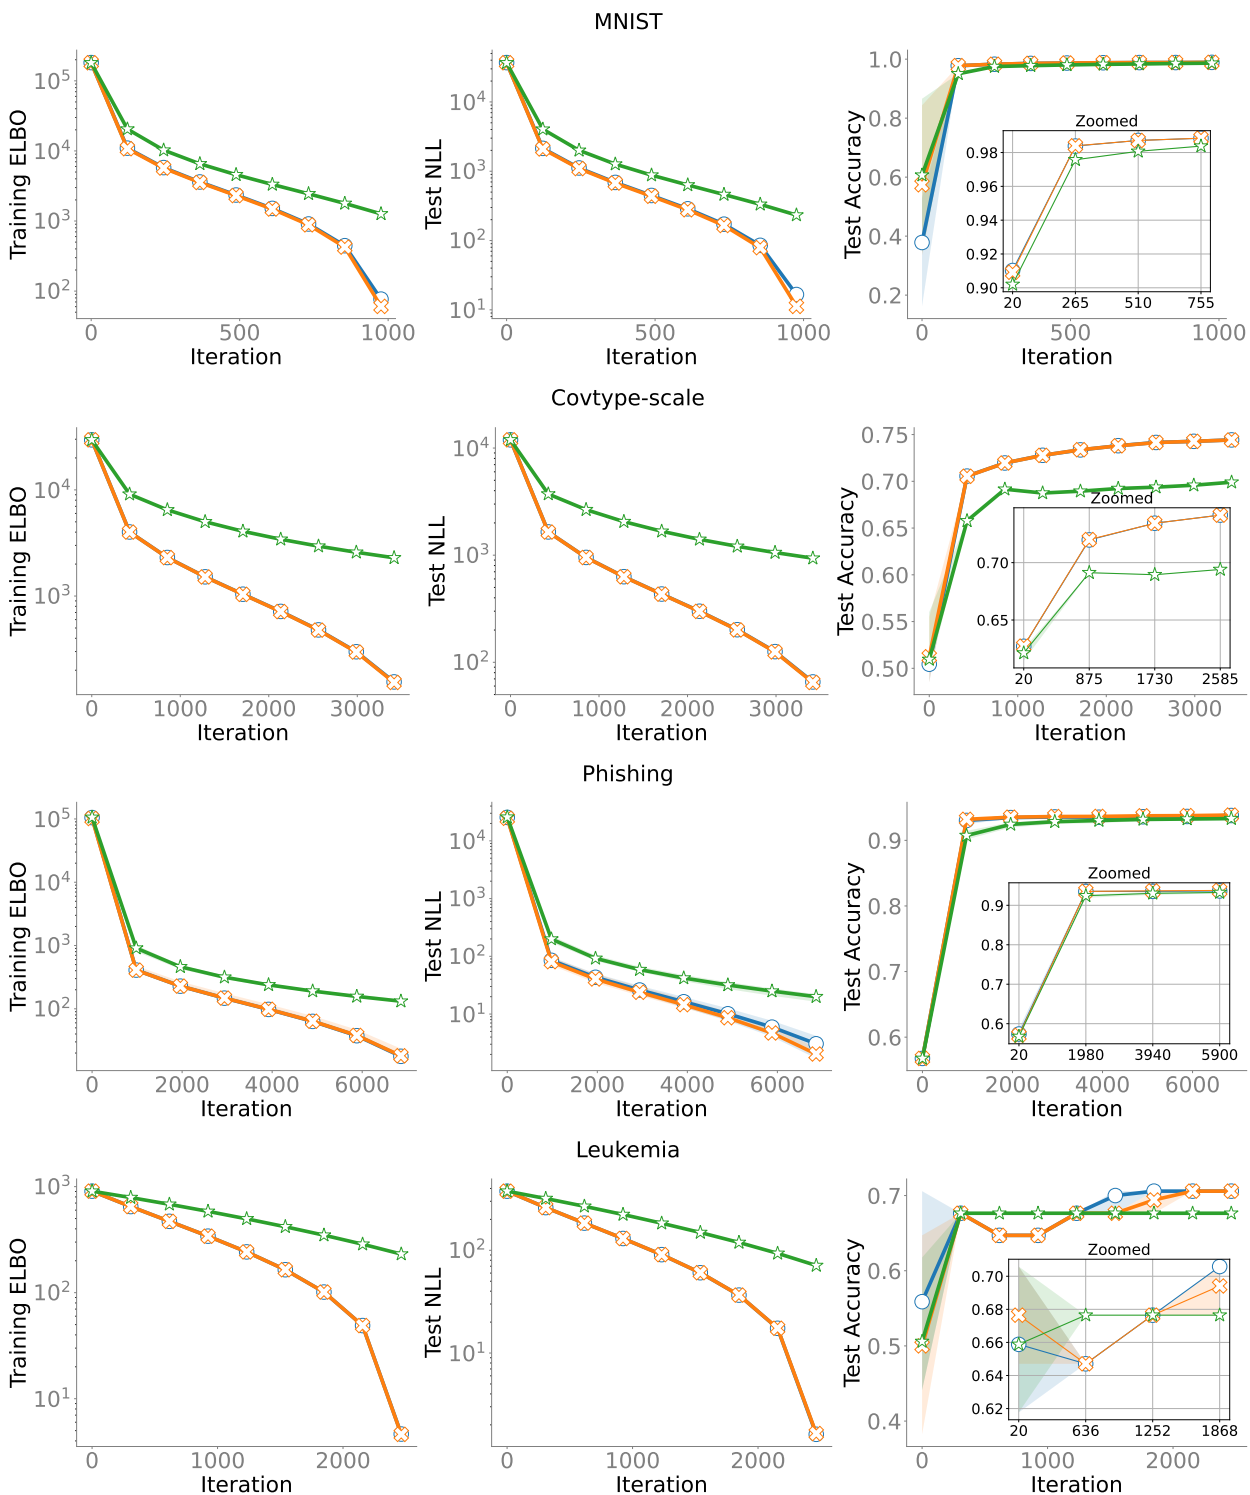 MNIST
Training ELBO
10^5
10^4
10^3
10^2
0 500 1000
Iteration
Test NLL
10^4
10^3
10^2
10^1
0 500 1000
Iteration
Test Accuracy
1.0
0.8
0.6
0.4
0.2
0 500 1000
Iteration
Zoomed
0.98
0.96
0.94
0.92
0.90
20 265 510 755
Covtype-scale
Training ELBO
10^4
10^3
0 1000 2000 3000
Iteration
Test NLL
10^4
10^3
10^2
0 1000 2000 3000
Iteration
Test Accuracy
0.75
0.70
0.65
0.60
0.55
0.50
0 1000 2000 3000
Iteration
Zoomed
0.70
0.65
20 875 1730 2585
Phishing
Training ELBO
10^5
10^4
10^3
10^2
0 2000 4000 6000
Iteration
Test NLL
10^4
10^3
10^2
10^1
0 2000 4000 6000
Iteration
Test Accuracy
0.9
0.8
0.7
0.6
0 2000 4000 6000
Iteration
Zoomed
0.9
0.8
0.7
0.6
20 1980 3940 5900
Leukemia
Training ELBO
10^3
10^2
10^1
0 1000 2000
Iteration
Test NLL
10^2
10^1
0 1000 2000
Iteration
Test Accuracy
0.7
0.6
0.5
0.4
0 1000 2000
Iteration
Zoomed
0.70
0.68
0.66
0.64
0.62
20 636 1252 1868